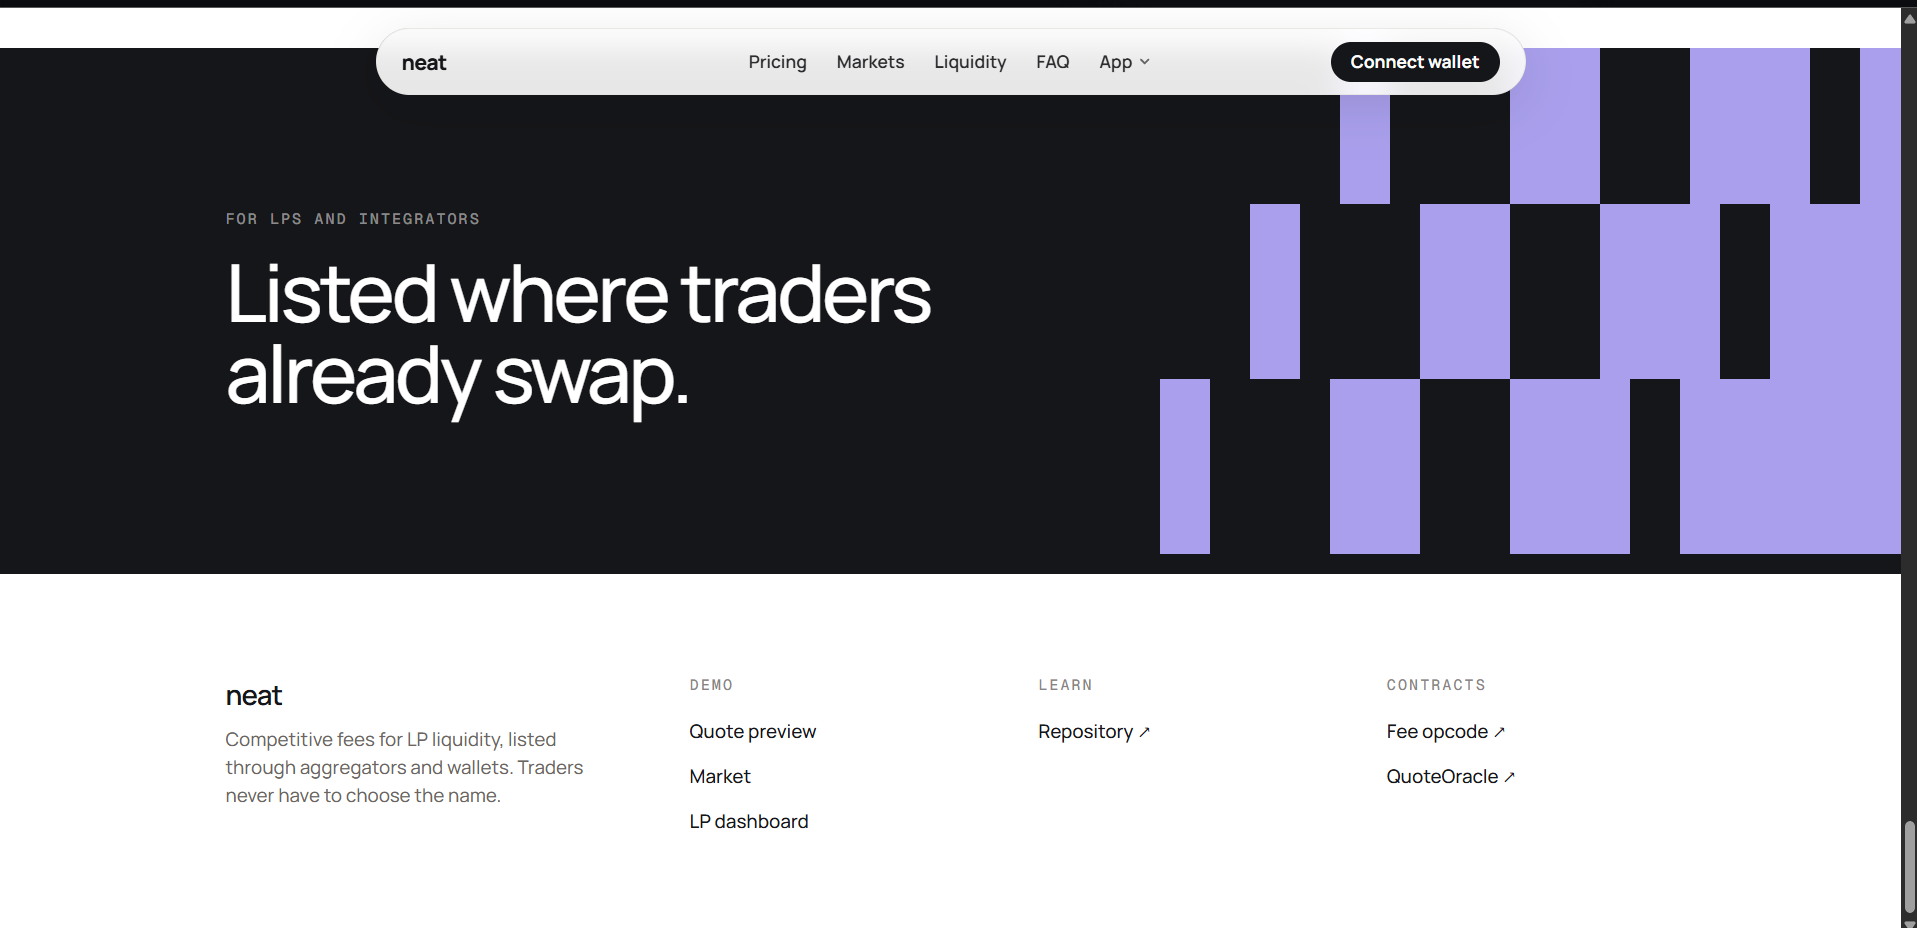 neat
Pricing
Markets
Liquidity
FAQ
App
Connect wallet
FOR LPS AND INTEGRATORS
Listed where traders
already swap.
neat
Competitive fees for LP liquidity, listed
through aggregators and wallets. Traders
never have to choose the name.
DEMO
Quote preview
Market
LP dashboard
LEARN
Repository ↗
CONTRACTS
Fee opcode ↗
QuoteOracle ↗